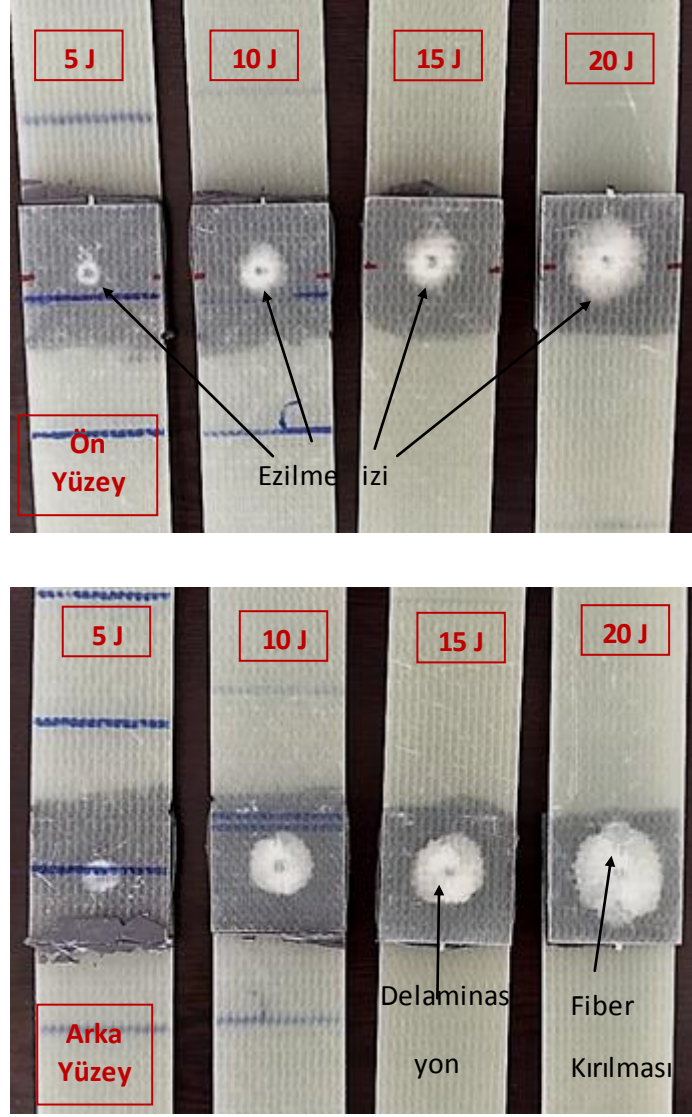 5 J
10 J
15 J
20 J
Ön
Yüzey
Ezilme izi
5 J
10 J
15 J
20 J
Delaminas
yon
Fiber
Kırılması
Arka
Yüzey